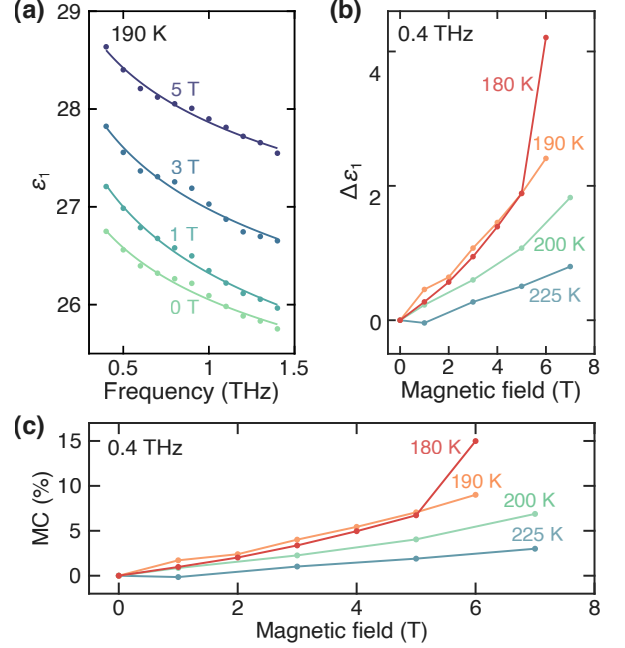 (a)
29
28
27
26
ε1
190 K
5 T
3 T
1 T
0 T
0.5
1
1.5
Frequency (THz)
(b)
4
2
0
Δε1
0.4 THz
180 K
190 K
200 K
225 K
0
2
4
6
8
Magnetic field (T)
(c)
15
10
5
0
MC (%)
0.4 THz
180 K
190 K
200 K
225 K
0
2
4
6
8
Magnetic field (T)